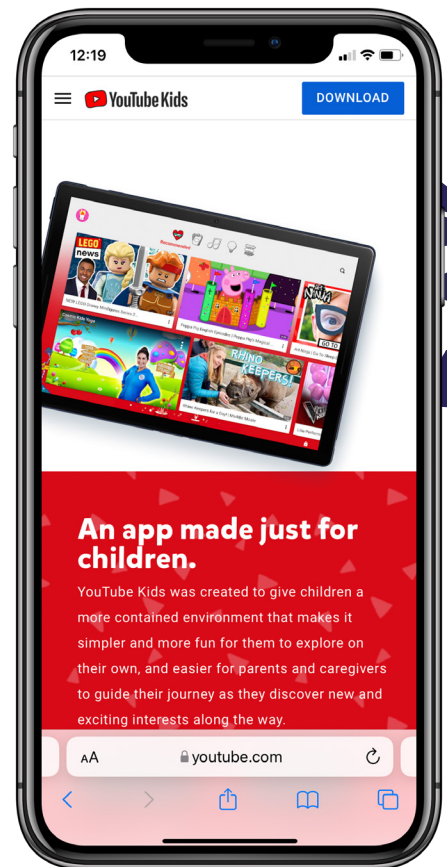 12:19
YouTube Kids
DOWNLOAD
Recommended
LEGO
news
NINJA
GO TO
RHINO
KEEPERS!
An app made just for
children.
YouTube Kids was created to give children a
more contained environment that makes it
simpler and more fun for them to explore on
their own, and easier for parents and caregivers
to guide their journey as they discover new and
exciting interests along the way.
AA
youtube.com